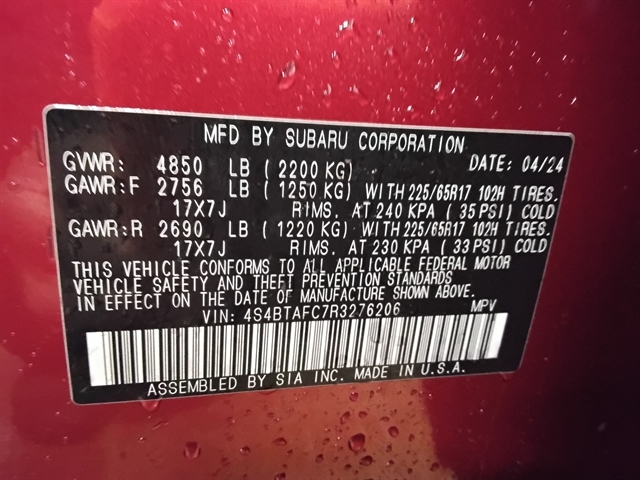 MFD BY SUBARU CORPORATION
GVWR: 4850 LB (2200 KG) DATE: 04/24
GAWR:F 2756 LB (1250 KG) WITH 225/65R17 102H TIRES.
17X7J RIMS. AT 240 KPA (35 PSI) COLD
GAWR:R 2690 LB (1220 KG) WITH 225/65R17 102H TIRES.
17X7J RIMS. AT 230 KPA (33 PSI) COLD
THIS VEHICLE CONFORMS TO ALL APPLICABLE FEDERAL MOTOR
VEHICLE SAFETY, BUMPER, AND THEFT PREVENTION STANDARDS
IN EFFECT ON THE DATE OF MANUFACTURE SHOWN ABOVE.
VIN: 4S4BTAFC7R3276206 MPV
ASSEMBLED BY SIA INC. MADE IN U.S.A.